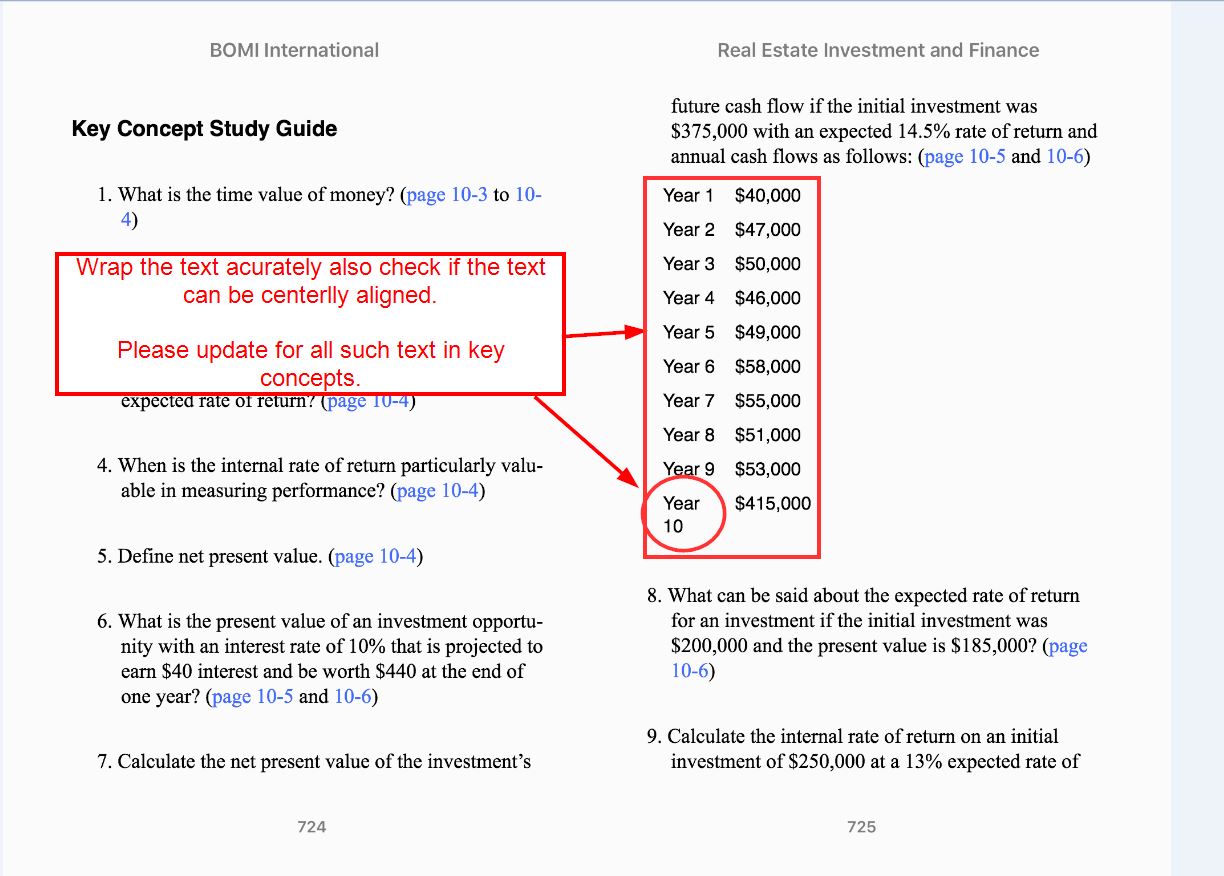 BOMI International
Key Concept Study Guide
1. What is the time value of money? (page 10-3 to 10-
4)
Wrap the text acurately also check if the text
can be centerlly aligned.
Please update for all such text in key
concepts.
expected rate of return? (page 10-4)
4. When is the internal rate of return particularly valu-
able in measuring performance? (page 10-4)
5. Define net present value. (page 10-4)
6. What is the present value of an investment opportu-
nity with an interest rate of 10% that is projected to
earn $40 interest and be worth $440 at the end of
one year? (page 10-5 and 10-6)
7. Calculate the net present value of the investment’s
724
Real Estate Investment and Finance
future cash flow if the initial investment was
$375,000 with an expected 14.5% rate of return and
annual cash flows as follows: (page 10-5 and 10-6)
Year 1 $40,000
Year 2 $47,000
Year 3 $50,000
Year 4 $46,000
Year 5 $49,000
Year 6 $58,000
Year 7 $55,000
Year 8 $51,000
Year 9 $53,000
Year $415,000
10
8. What can be said about the expected rate of return
for an investment if the initial investment was
$200,000 and the present value is $185,000? (page
10-6)
9. Calculate the internal rate of return on an initial
investment of $250,000 at a 13% expected rate of
725